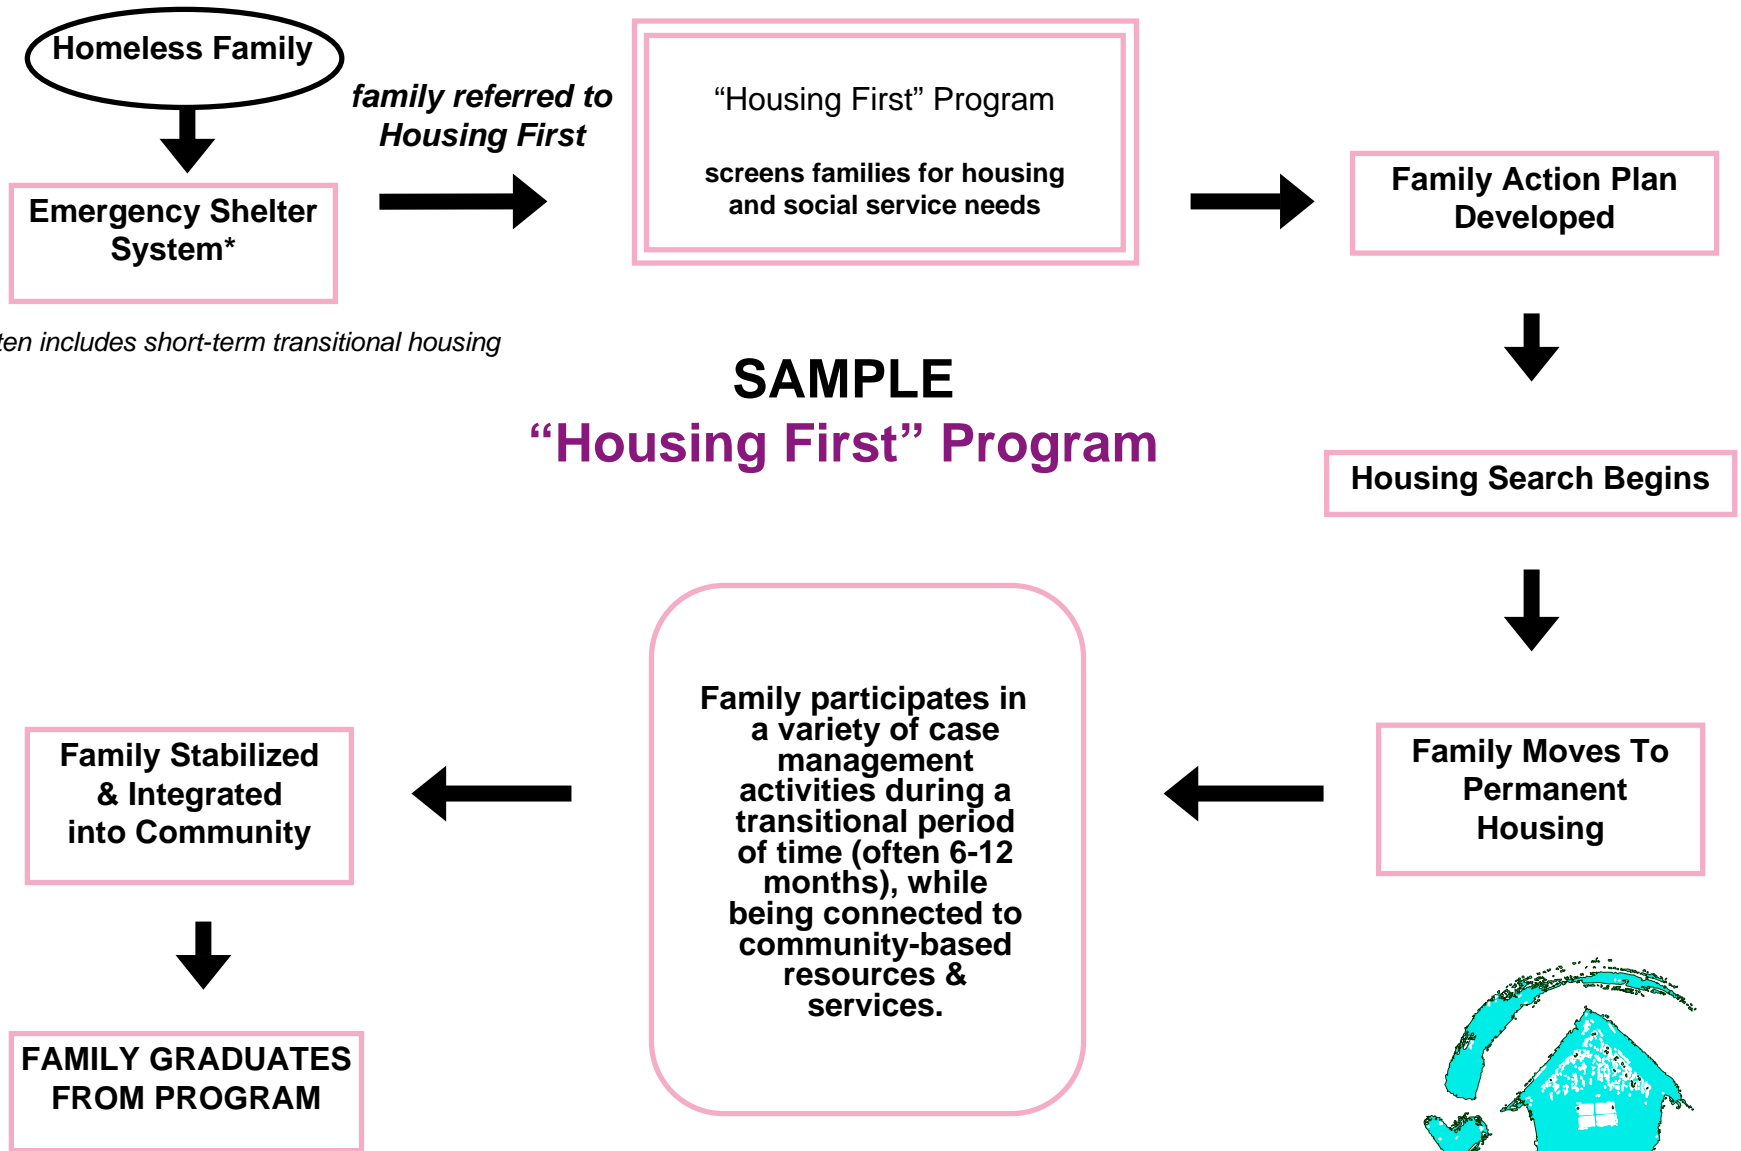 Homeless Family
family referred to
Housing First
Emergency Shelter
System*
“Housing First” Program
screens families for housing
and social service needs
Family Action Plan
Developed
includes short-term transitional housing
SAMPLE
“Housing First” Program
Housing Search Begins
Family Moves To
Permanent
Housing
Family participates in
a variety of case
management
activities during a
transitional period
of time (often 6-12
months), while
being connected to
community-based
resources &
services.
Family Stabilized
& Integrated
into Community
FAMILY GRADUATES
FROM PROGRAM